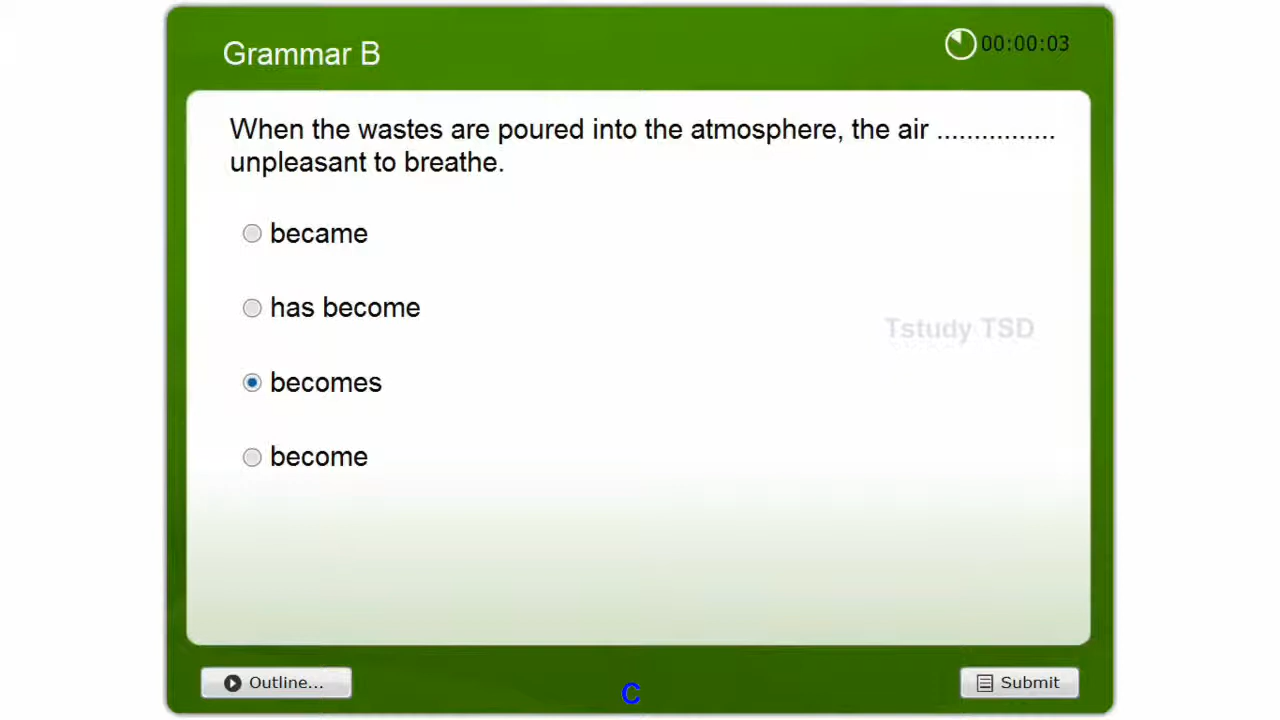 Grammar B
00:00:03
When the wastes are poured into the atmosphere, the air ................
unpleasant to breathe.
became
has become
Tstudy TSD
becomes
become
Outline...
C
Submit